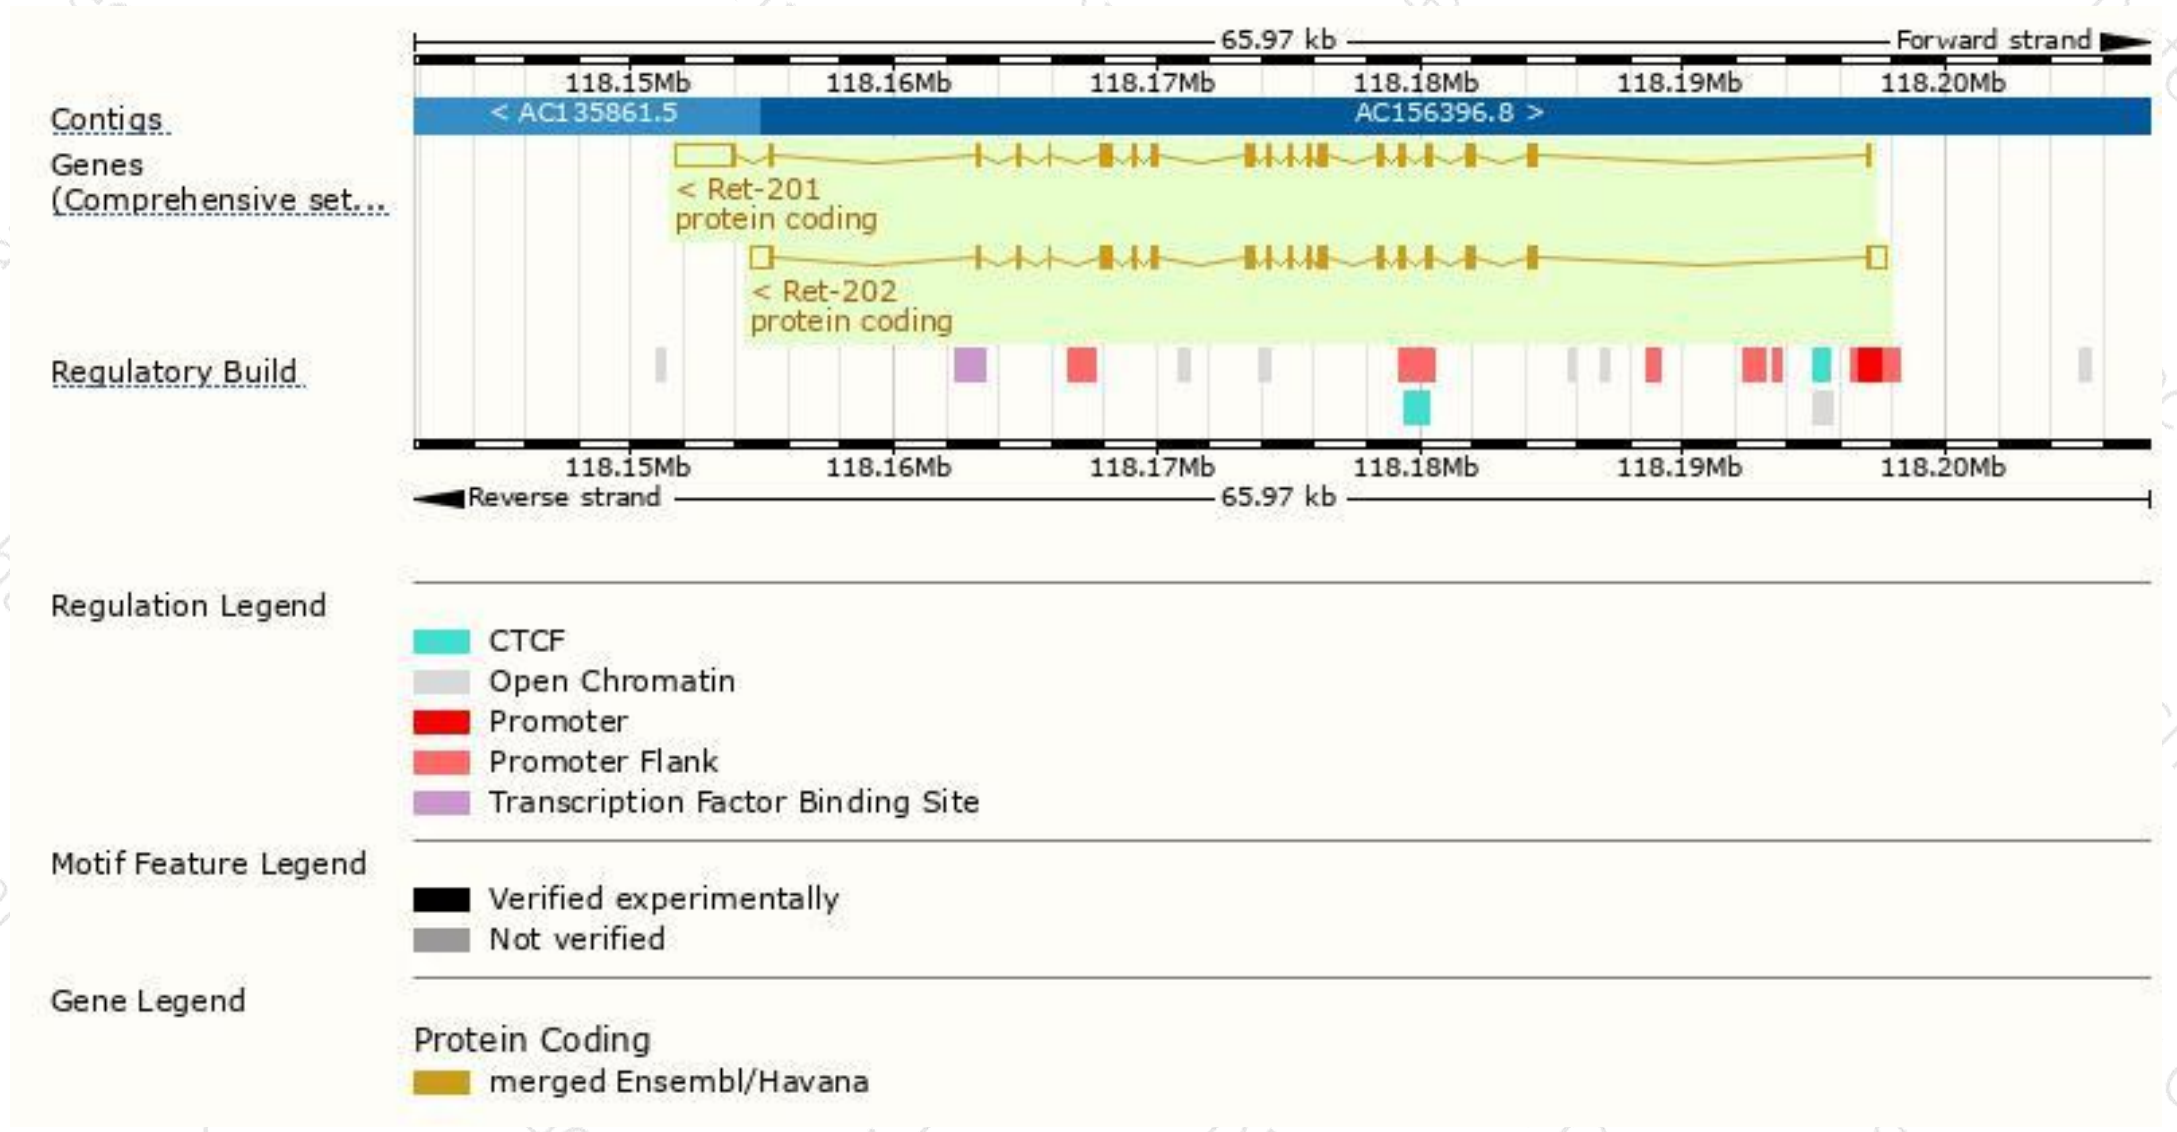 65.97 kb Forward strand
118.15Mb 118.16Mb 118.17Mb 118.18Mb 118.19Mb 118.20Mb
Contigs < AC135861.5 AC156396.8 >
Genes
(Comprehensive set...
< Ret-201
protein coding
< Ret-202
protein coding
Regulatory Build
118.15Mb 118.16Mb 118.17Mb 118.18Mb 118.19Mb 118.20Mb
Reverse strand 65.97 kb
Regulation Legend
CTCF
Open Chromatin
Promoter
Promoter Flank
Transcription Factor Binding Site
Motif Feature Legend
Verified experimentally
Not verified
Gene Legend
Protein Coding
merged Ensembl/Havana